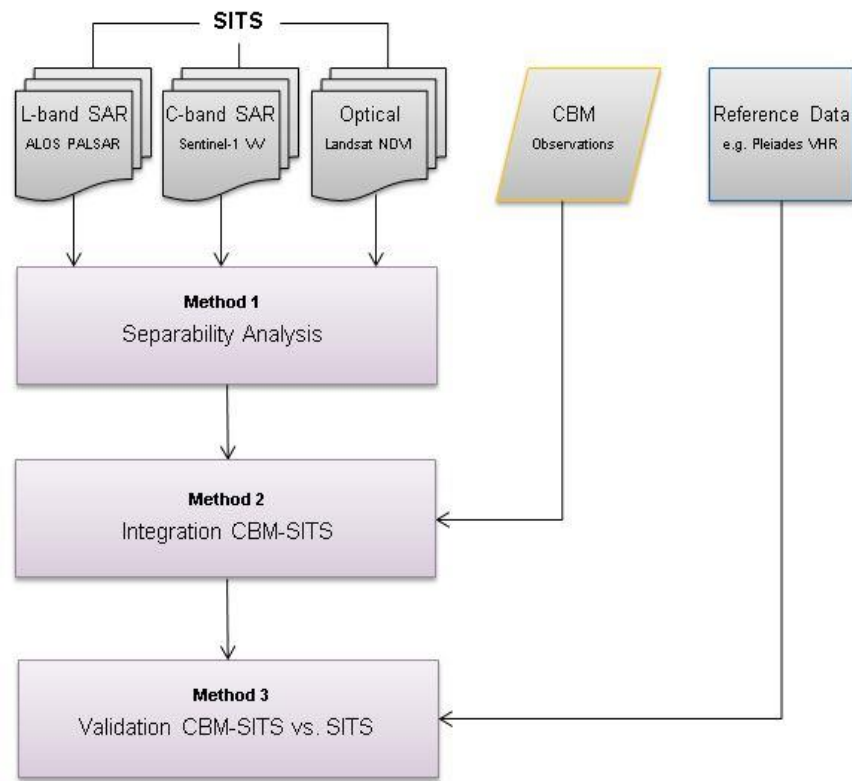 SITS
L-band SAR
ALOS PALSAR
C-band SAR
Sentinel-1 VV
Optical
Landsat NDVI
CBM
Observations
Reference Data
e.g. Pleiades VHR
Method 1
Separability Analysis
Method 2
Integration CBM-SITS
Method 3
Validation CBM-SITS vs. SITS